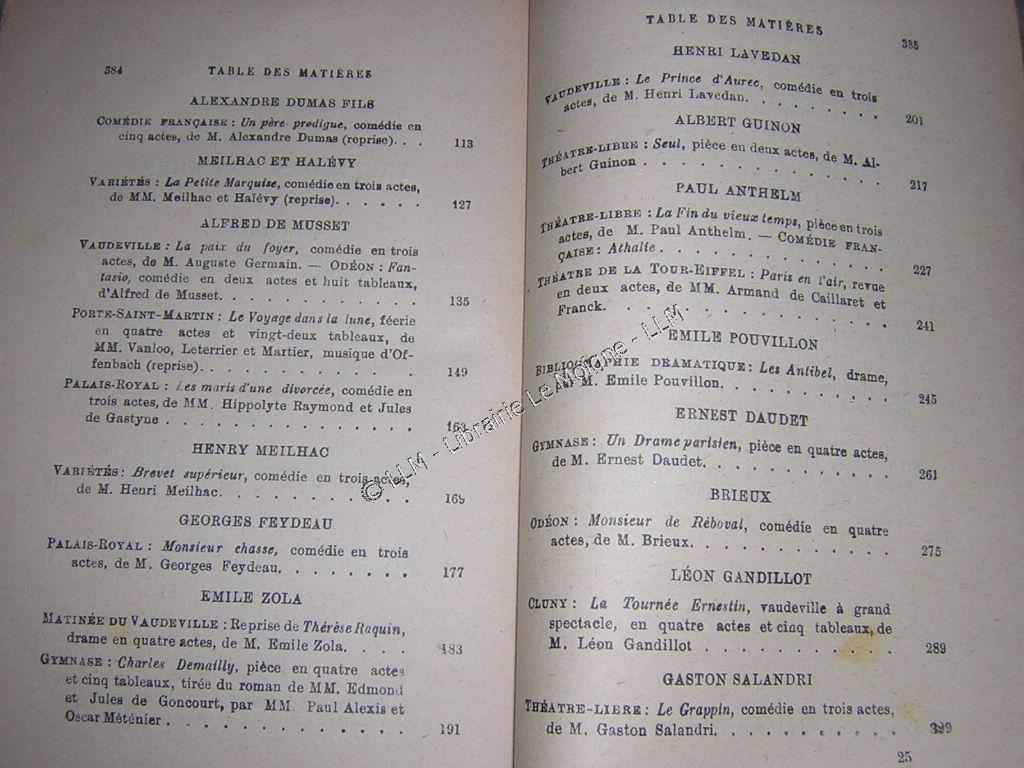 384 TABLE DES MATIÈRES
ALEXANDRE DUMAS FILS
COMÉDIE FRANÇAISE : Un père prodigue, comédie en
cinq actes, de M. Alexandre Dumas (reprise). . . 113
MEILHAC ET HALÉVY
VARIÉTÉS : La Petite Marquise, comédie en trois actes,
de MM. Meilhac et Halévy (reprise). . . . . . 127
ALFRED DE MUSSET
VAUDEVILLE : La paix du foyer, comédie en trois
actes, de M. Auguste Germain. — ODÉON : Fan-
tasio, comédie en deux actes et huit tableaux,
d'Alfred de Musset. . . . . . . . . . . . 135
PORTE-SAINT-MARTIN : Le Voyage dans la lune, féerie
en quatre actes et vingt-deux tableaux, de
MM. Vanloo, Leterrier et Martier, musique d'Of-
fenbach (reprise). . . . . . . . . . . . . 149
PALAIS-ROYAL : Les maris d'une divorcée, comédie en
trois actes, de MM. Hippolyte Raymond et Jules
de Gastyne . . . . . . . . . . . . . . 163
HENRY MEILHAC
VARIÉTÉS : Brevet supérieur, comédie en trois actes,
de M. Henri Meilhac. . . . . . . . . . . 169
GEORGES FEYDEAU
PALAIS-ROYAL : Monsieur chasse, comédie en trois
actes, de M. Georges Feydeau. . . . . . . . 177
EMILE ZOLA
MATINÉE DU VAUDEVILLE : Reprise de Thérèse Raquin,
drame en quatre actes, de M. Emile Zola. . . . 183
GYMNASE : Charles Demailly, pièce en quatre actes
et cinq tableaux, tirée du roman de MM. Edmond
et Jules de Goncourt, par MM. Paul Alexis et
Oscar Méténier . . . . . . . . . . . . . 191
TABLE DES MATIÈRES 385
HENRI LAVEDAN
VAUDEVILLE : Le Prince d'Aurec, comédie en trois
actes, de M. Henri Lavedan. . . . . . . . 201
ALBERT GUINON
THÉATRE-LIBRE : Seul, pièce en deux actes, de M. Al-
bert Guinon . . . . . . . . . . . . . 217
PAUL ANTHELM
THÉATRE-LIBRE : La Fin du vieux temps, pièce en trois
actes, de M. Paul Anthelm. — COMÉDIE FRAN-
ÇAISE : Athalie. . . . . . . . . . . . . 227
THÉATRE DE LA TOUR-EIFFEL : Paris en l'air, revue
en deux actes, de MM. Armand de Caillaret et
Franck. . . . . . . . . . . . . . . . 241
EMILE POUVILLON
BIBLIOGRAPHIE DRAMATIQUE : Les Antibel, drame,
de M. Emile Pouvillon. . . . . . . . . . 245
ERNEST DAUDET
GYMNASE : Un Drame parisien, pièce en quatre actes,
de M. Ernest Daudet. . . . . . . . . . . 261
BRIEUX
ODÉON : Monsieur de Réboval, comédie en quatre
actes, de M. Brieux. . . . . . . . . . . 275
LÉON GANDILLOT
CLUNY : La Tournée Ernestin, vaudeville à grand
spectacle, en quatre actes et cinq tableaux, de
M. Léon Gandillot . . . . . . . . . . . 289
GASTON SALANDRI
THÉATRE-LIBRE : Le Grappin, comédie en trois actes,
de M. Gaston Salandri. . . . . . . . . .
25
© LLM - Librairie Le Moigne - LLM